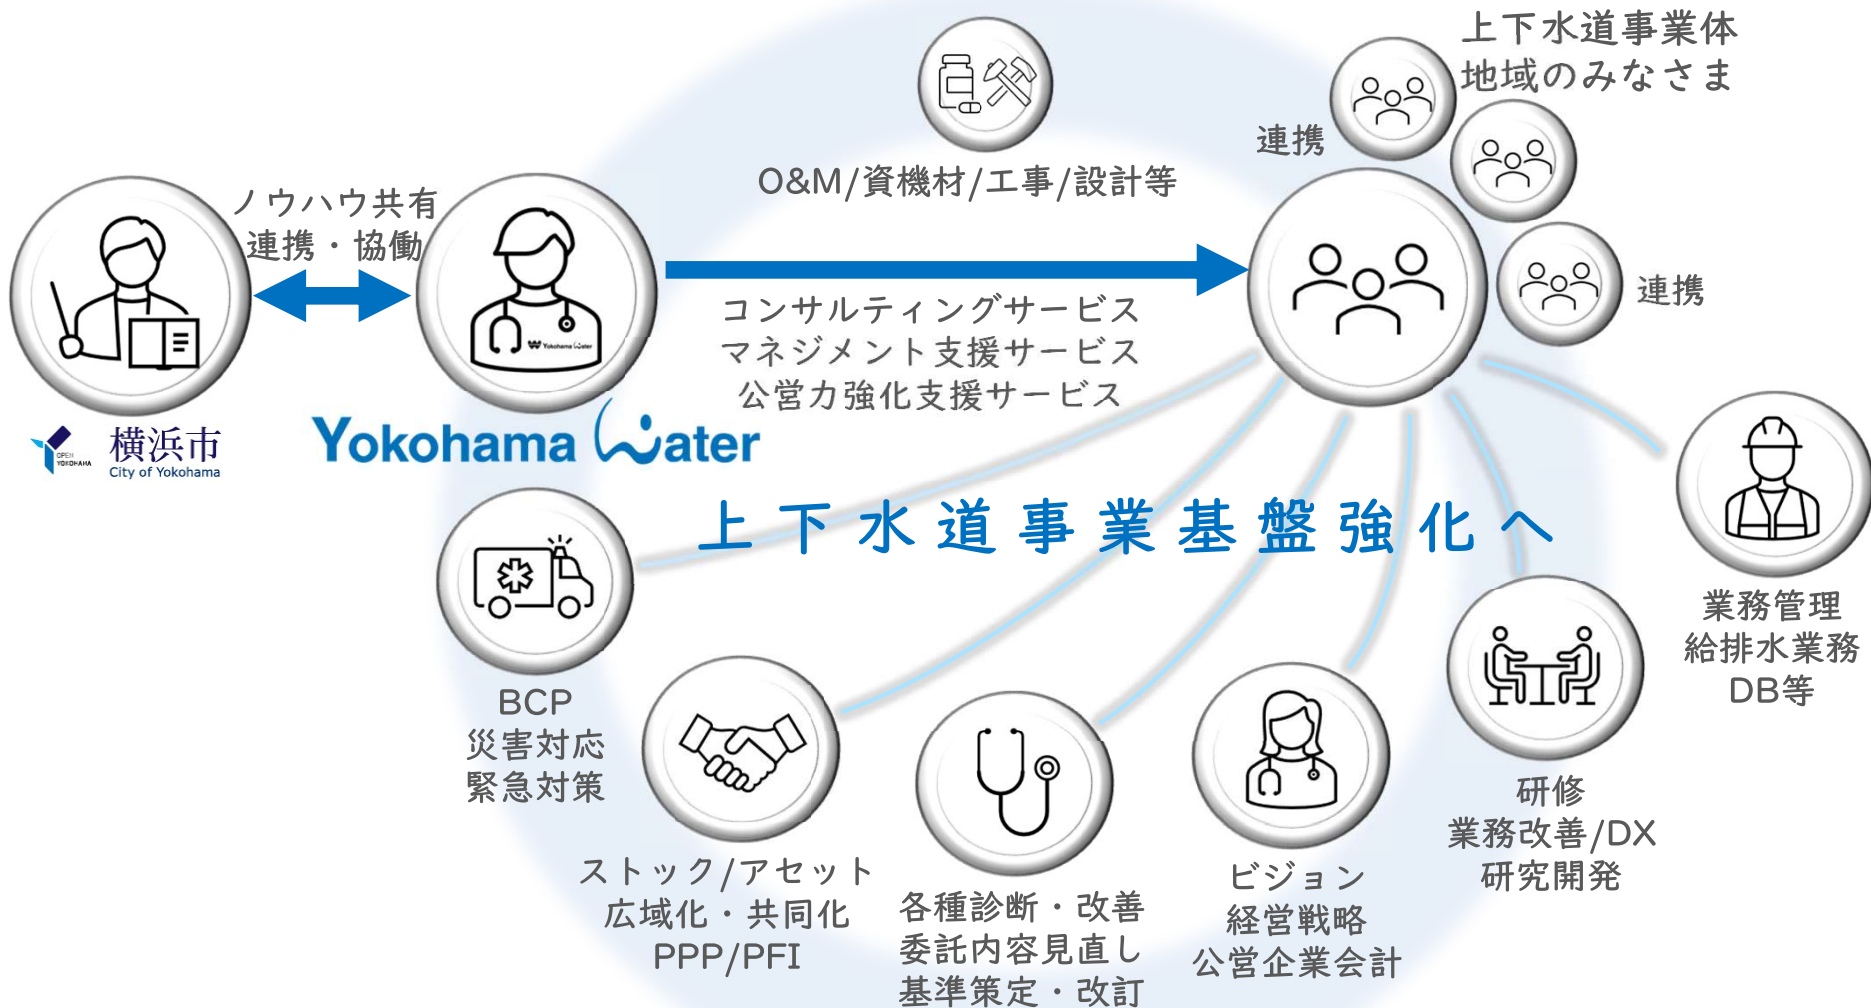 上下水道事業体
地域のみなさま
連携
連携
O&M/資機材/工事/設計等
ノウハウ共有
連携・協働
コンサルティングサービス
マネジメント支援サービス
公営力強化支援サービス
Yokohama Water
OPEN
YOKOHAMA
横浜市
City of Yokohama
Yokohama Water
上下水道事業基盤強化へ
BCP
災害対応
緊急対策
ストック/アセット
広域化・共同化
PPP/PFI
各種診断・改善
委託内容見直し
基準策定・改訂
ビジョン
経営戦略
公営企業会計
研修
業務改善/DX
研究開発
業務管理
給排水業務
DB等